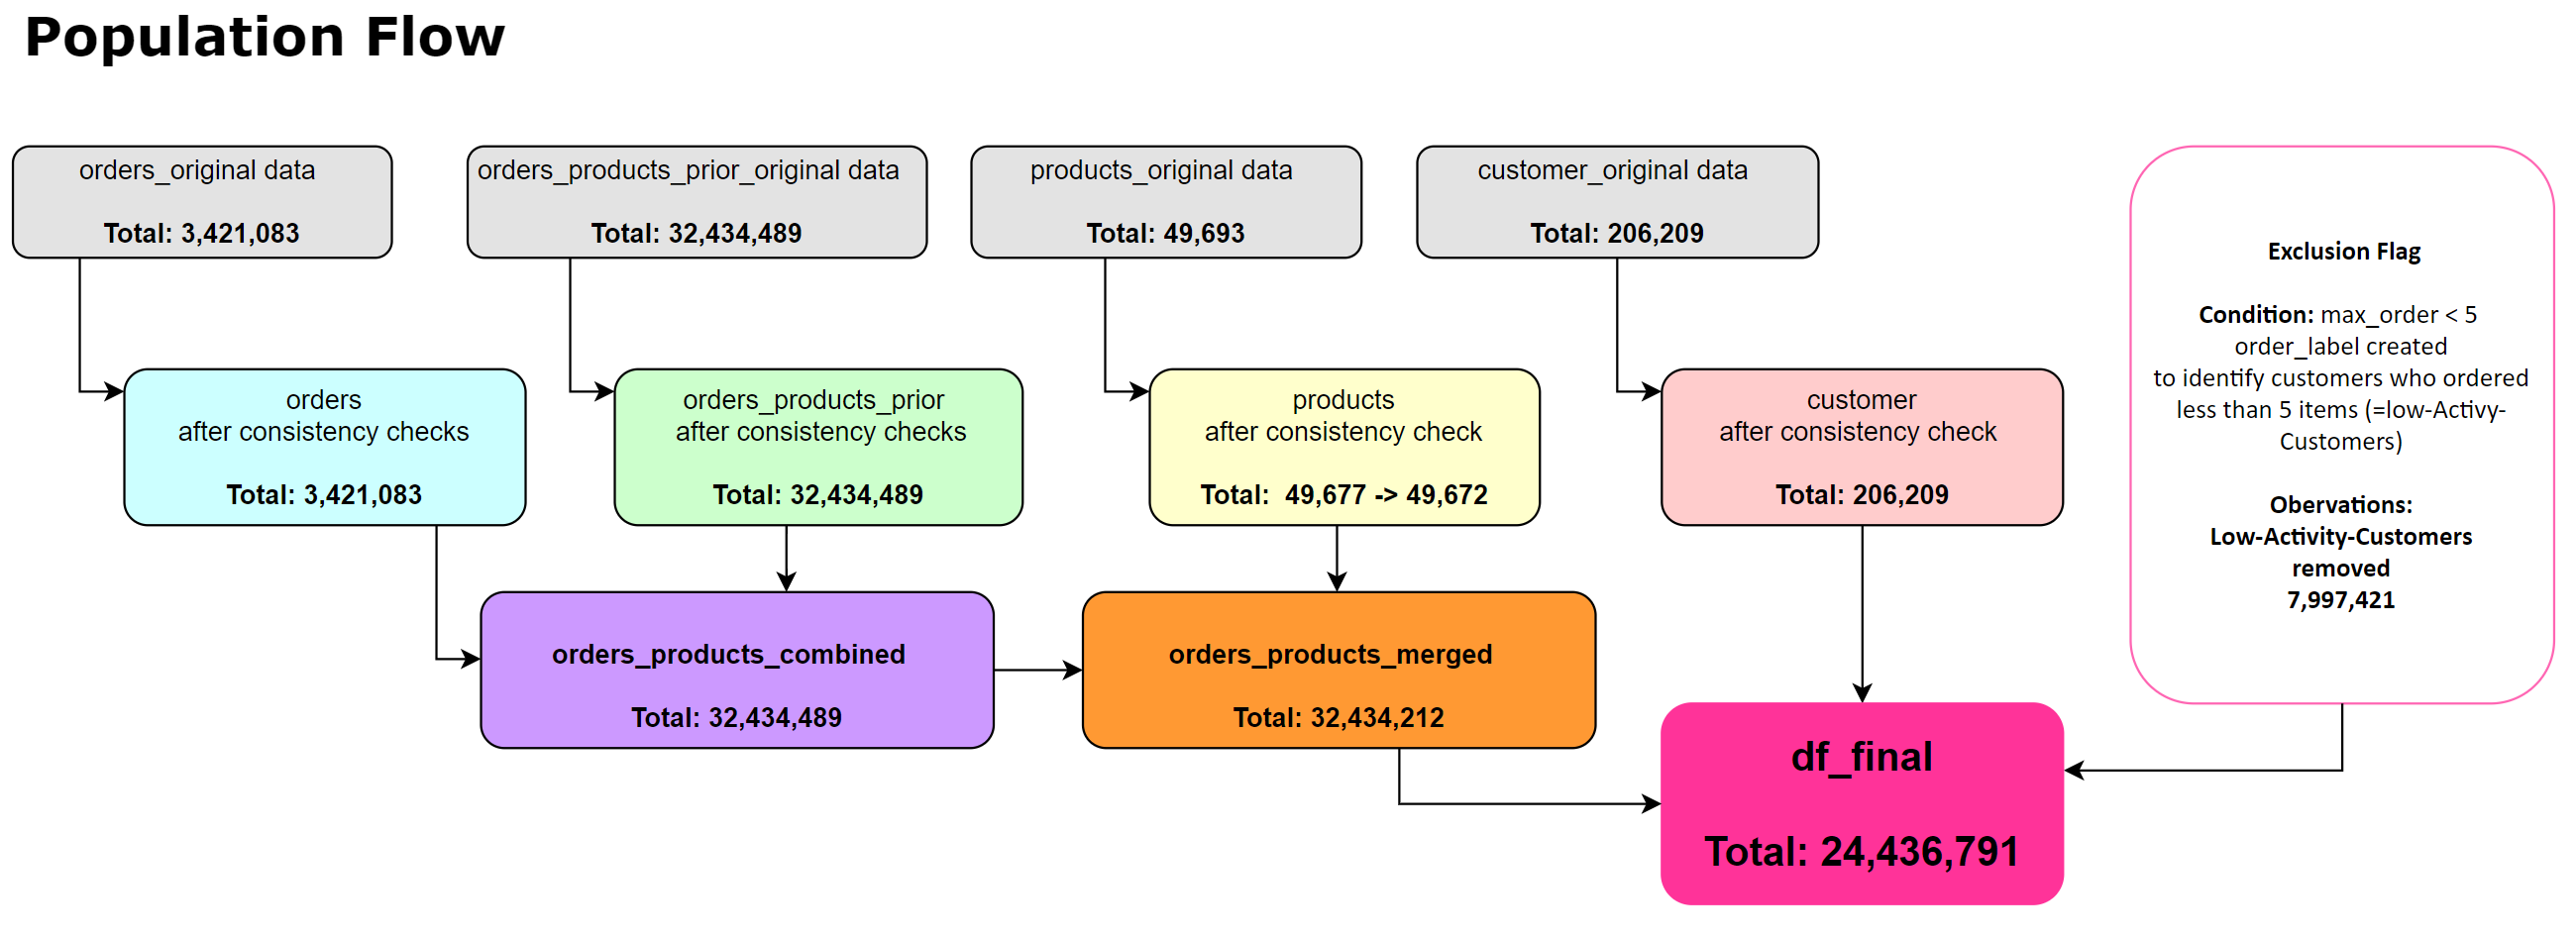 Population Flow
orders_original data
Total: 3,421,083
orders_products_prior_original data
Total: 32,434,489
products_original data
Total: 49,693
customer_original data
Total: 206,209
orders
after consistency checks
Total: 3,421,083
orders_products_prior
after consistency checks
Total: 32,434,489
products
after consistency check
Total:  49,677 -> 49,672
customer
after consistency check
Total: 206,209
orders_products_combined
Total: 32,434,489
orders_products_merged
Total: 32,434,212
df_final
Total: 24,436,791
Exclusion Flag
Condition: max_order < 5
order_label created
to identify customers who ordered
less than 5 items (=low-Activy-
Customers)
Obervations:
Low-Activity-Customers
removed
7,997,421